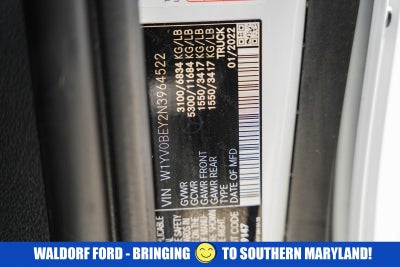 VIN W1YV0BEY2N3964522
GVWR 3100/6834 KG/LB
GCWR 5300/11684 KG/LB
GAWR FRONT 1550/3417 KG/LB
GAWR REAR 1550/3417 KG/LB
TYPE TRUCK
DATE OF MFD 01/2022
WALDORF FORD - BRINGING TO SOUTHERN MARYLAND!